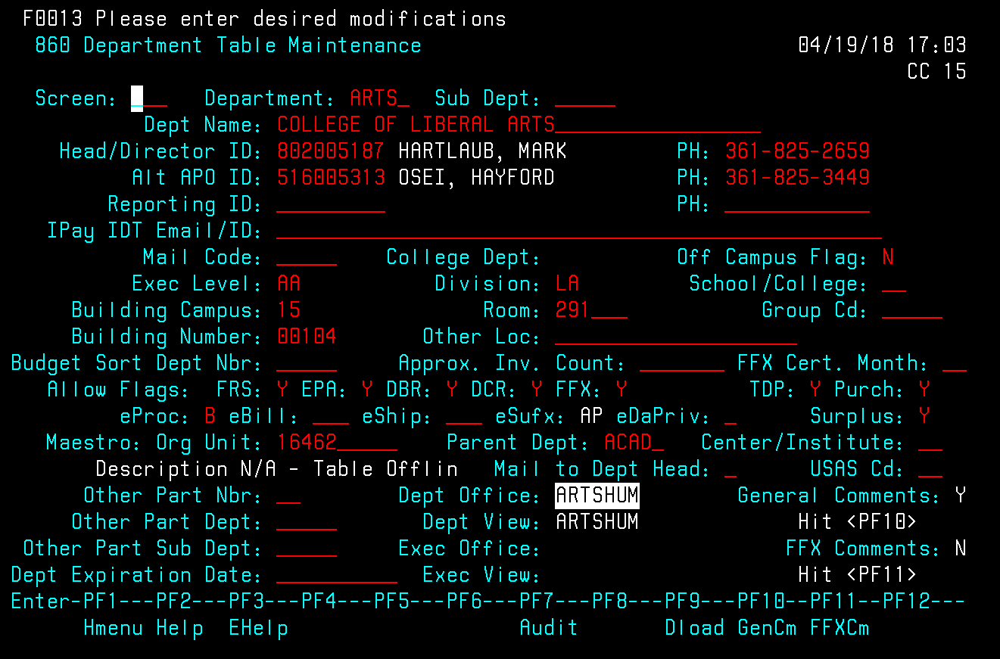 F0013 Please enter desired modifications
860 Department Table Maintenance 04/19/18 17:03
CC 15
Screen: ___ Department: ARTS_ Sub Dept: _____
Dept Name: COLLEGE OF LIBERAL ARTS_________________
Head/Director ID: 802005187 HARTLAUB, MARK PH: 361-825-2659
Alt APO ID: 516005313 OSEI, HAYFORD PH: 361-825-3449
Reporting ID: _________ PH: ____________
IPay IDT Email/ID: __________________________________________________
Mail Code: _____ College Dept: Off Campus Flag: N
Exec Level: AA Division: LA School/College: __
Building Campus: 15 Room: 291___ Group Cd: _____
Building Number: 00104 Other Loc: ____________________
Budget Sort Dept Nbr: _____ Approx. Inv. Count: _______ FFX Cert. Month: __
Allow Flags: FRS: Y EPA: Y DBR: Y DCR: Y FFX: Y TDP: Y Purch: Y
eProc: B eBill: ___ eShip: ___ eSufx: AP eDaPriv: _ Surplus: Y
Maestro: Org Unit: 16462_____ Parent Dept: ACAD_ Center/Institute: __
Description N/A - Table Offlin Mail to Dept Head: _ USAS Cd: __
Other Part Nbr: __ Dept Office: ARTSHUM General Comments: Y
Other Part Dept: _____ Dept View: ARTSHUM Hit <PF10>
Other Part Sub Dept: _____ Exec Office: FFX Comments: N
Dept Expiration Date: __________ Exec View: Hit <PF11>
Enter-PF1---PF2---PF3---PF4---PF5---PF6---PF7---PF8---PF9---PF10--PF11--PF12---
Hmenu Help EHelp Audit Dload GenCm FFXCm